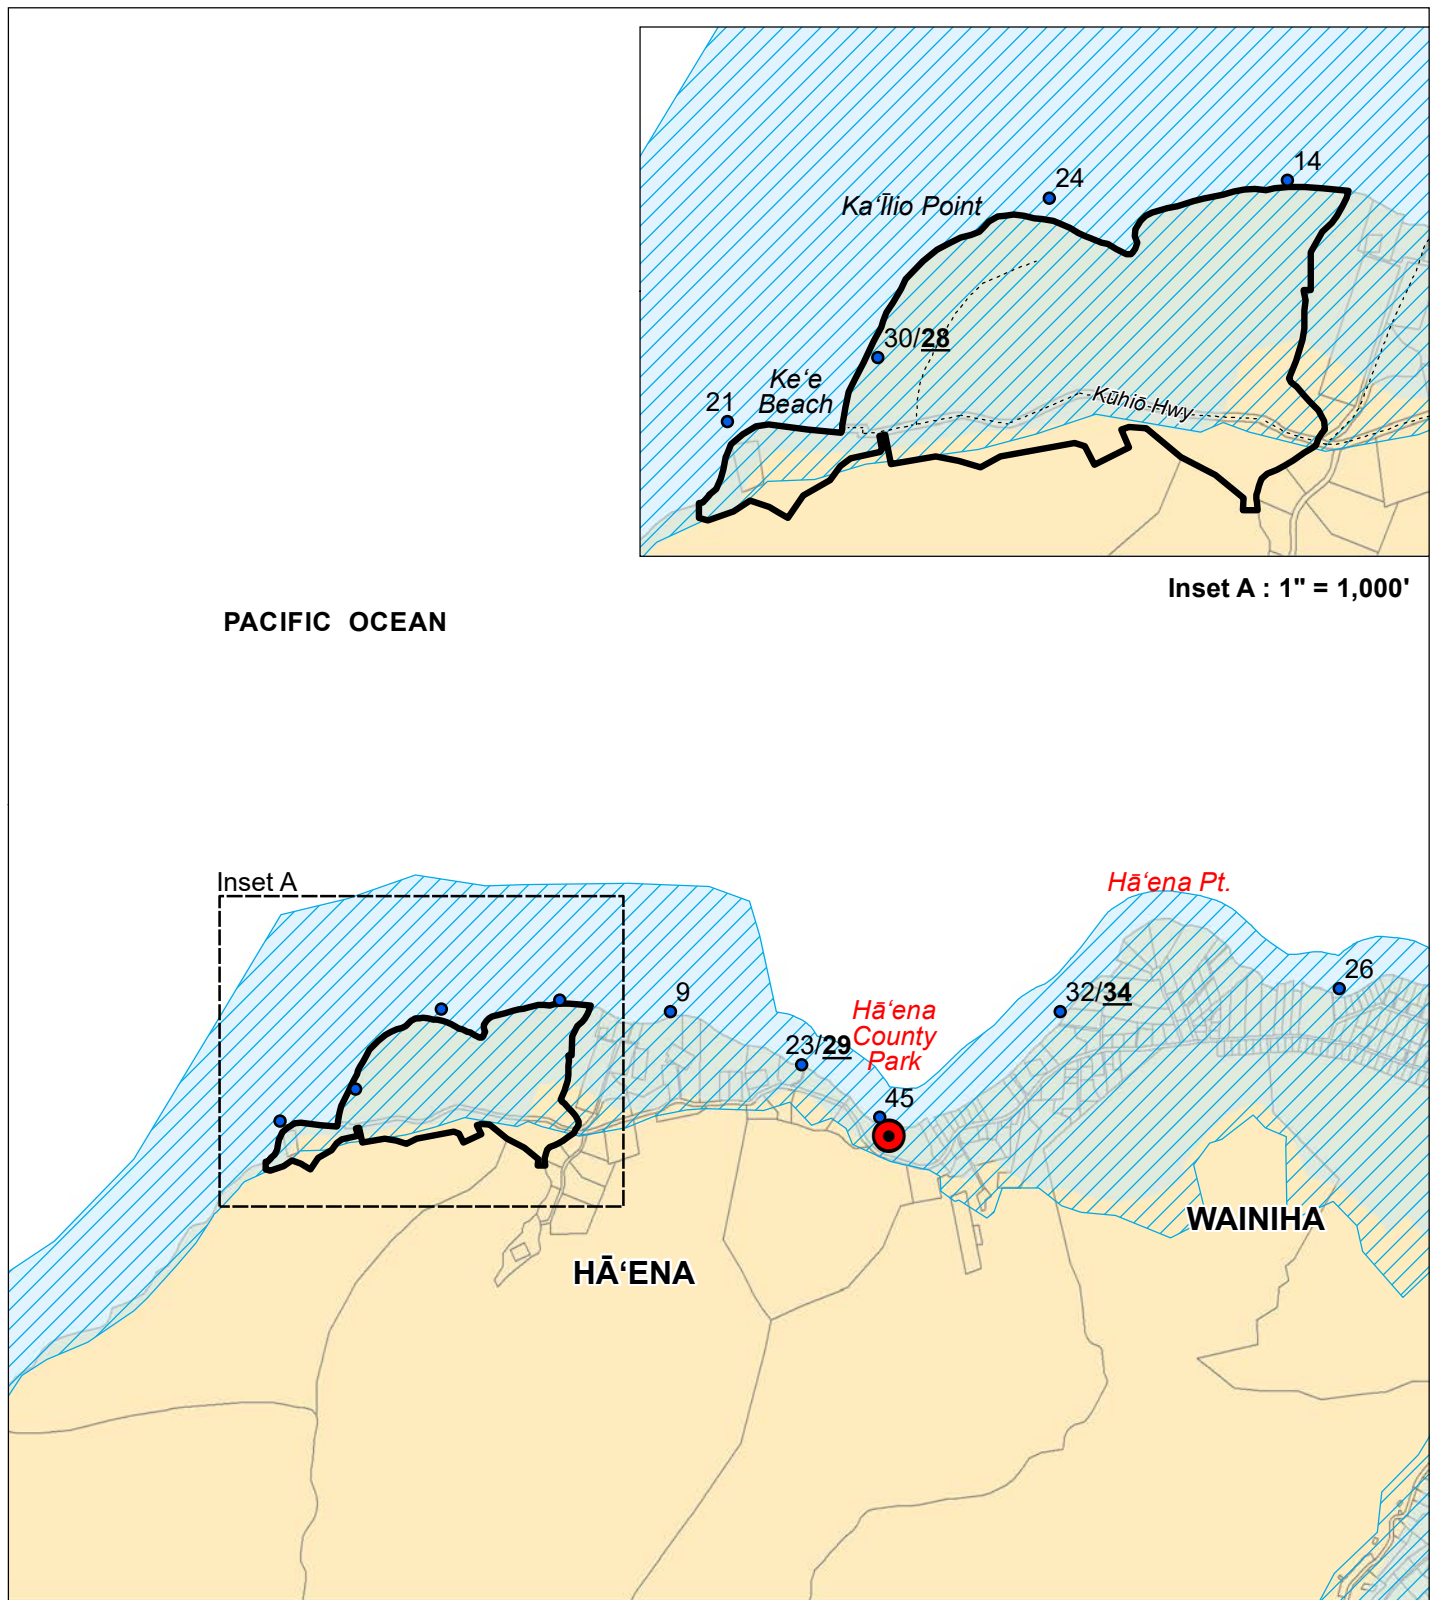 14
24
Ka‘Īlio Point
30/28
Ke‘e
Beach
21
Kūhiō Hwy
Inset A : 1" = 1,000'
PACIFIC OCEAN
Inset A
Hā‘ena Pt.
26
9
32/34
Hā‘ena
County
Park
23/29
45
WAINIHA
HĀ‘ENA